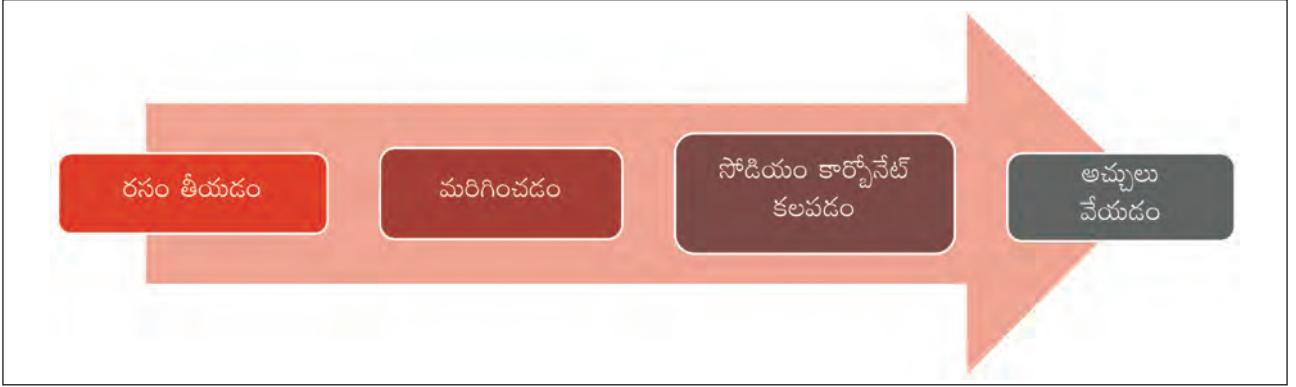 రసం తీయడం
మరిగించడం
సోడియం కార్బోనేట్
కలపడం
అచ్చులు
వేయడం